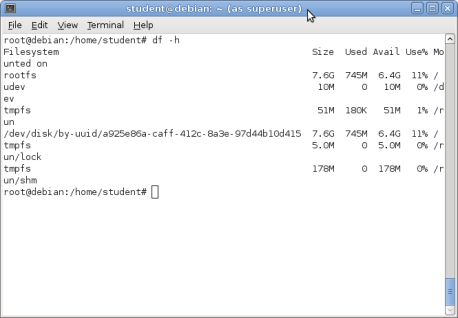 student@debian: ~ (as superuser)
File Edit View Terminal Help
root@debian:/home/student# df -h
Filesystem Size Used Avail Use% Mo
unted on
rootfs 7.6G 745M 6.4G 11% /
udev 10M 0 10M 0% /d
ev
tmpfs 51M 180K 51M 1% /r
un
/dev/disk/by-uuid/a925e86a-caff-412c-8a3e-97d44b10d415 7.6G 745M 6.4G 11% /
tmpfs 5.0M 0 5.0M 0% /r
un/lock
tmpfs 178M 0 178M 0% /r
un/shm
root@debian:/home/student#